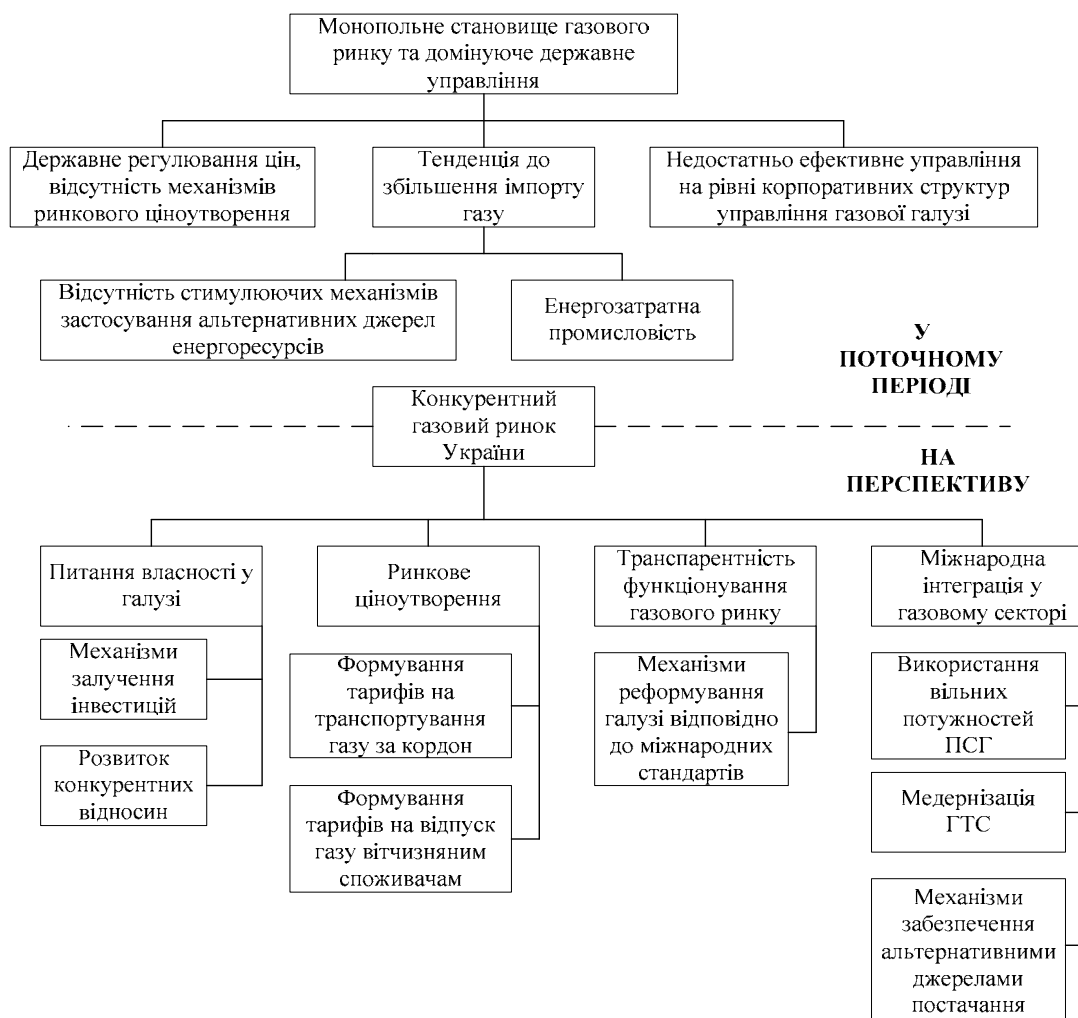 Монопольне становище газового
ринку та домінуюче державне
управління
Державне регулювання цін,
відсутність механізмів
ринкового ціноутворення
Тенденція до
збільшення імпорту
газу
Недостатньо ефективне управління
на рівні корпоративних структур
управління газової галузі
Відсутність стимулюючих механізмів
застосування альтернативних джерел
енергоресурсів
Енергозатратна
промисловість
У
ПОТОЧНОМУ
ПЕРІОДІ
Конкурентний
газовий ринок
України
НА
ПЕРСПЕКТИВУ
Питання власності у
галузі
Механізми
залучення
інвестицій
Розвиток
конкурентних
відносин
Ринкове
ціноутворення
Формування
тарифів на
транспортування
газу за кордон
Формування
тарифів на відпуск
газу вітчизняним
споживачам
Транспарентність
функціонування
газового ринку
Механізми
реформування
галузі відповідно
до міжнародних
стандартів
Міжнародна
інтеграція у
газовому секторі
Використання
вільних
потужностей
ПСГ
Медернізація
ГТС
Механізми
забезпечення
альтернативними
джерелами
постачання